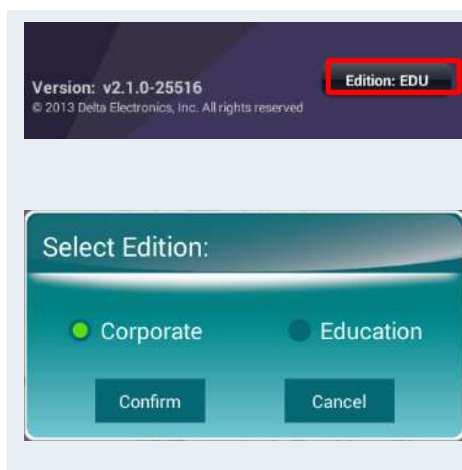 Edition: EDU
Version: v2.1.0-25516
© 2013 Delta Electronics, Inc. All rights reserved
Select Edition:
Corporate Education
Confirm Cancel